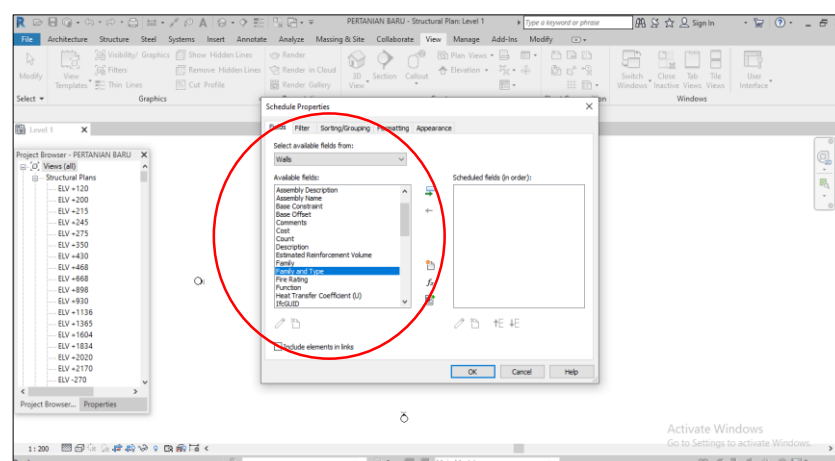 PERTANIAN BARU - Structural Plan: Level 1
Type a keyword or phrase
Sign In
File Architecture Structure Steel Systems Insert Annotate Analyze Massing & Site Collaborate View Manage Add-Ins Modify
Visibility/ Graphics Show Hidden Lines Render Plan Views
Filters Remove Hidden Lines Render in Cloud Elevation
Modify View Templates Thin Lines Cut Profile Render Gallery 3D View Section Callout Switch Windows Close Inactive Tab Views Tile Views User Interface
Select Graphics Windows
Level 1
Schedule Properties
Fields Filter Sorting/Grouping Formatting Appearance
Select available fields from:
Walls
Available fields: Scheduled fields (in order):
Assembly Description
Assembly Name
Base Constraint
Base Offset
Comments
Cost
Count
Description
Estimated Reinforcement Volume
Family
Family and Type
Fire Rating
Function
Heat Transfer Coefficient (U)
IfcGUID
Include elements in links
OK Cancel Help
Project Browser - PERTANIAN BARU
Views (all)
Structural Plans
ELV +120
ELV +200
ELV +215
ELV +245
ELV +275
ELV +350
ELV +430
ELV +468
ELV +668
ELV +898
ELV +930
ELV +1136
ELV +1365
ELV +1604
ELV +1834
ELV +2020
ELV +2170
ELV -270
Project Browser... Properties
Activate Windows
Go to Settings to activate Windows.
1 : 200